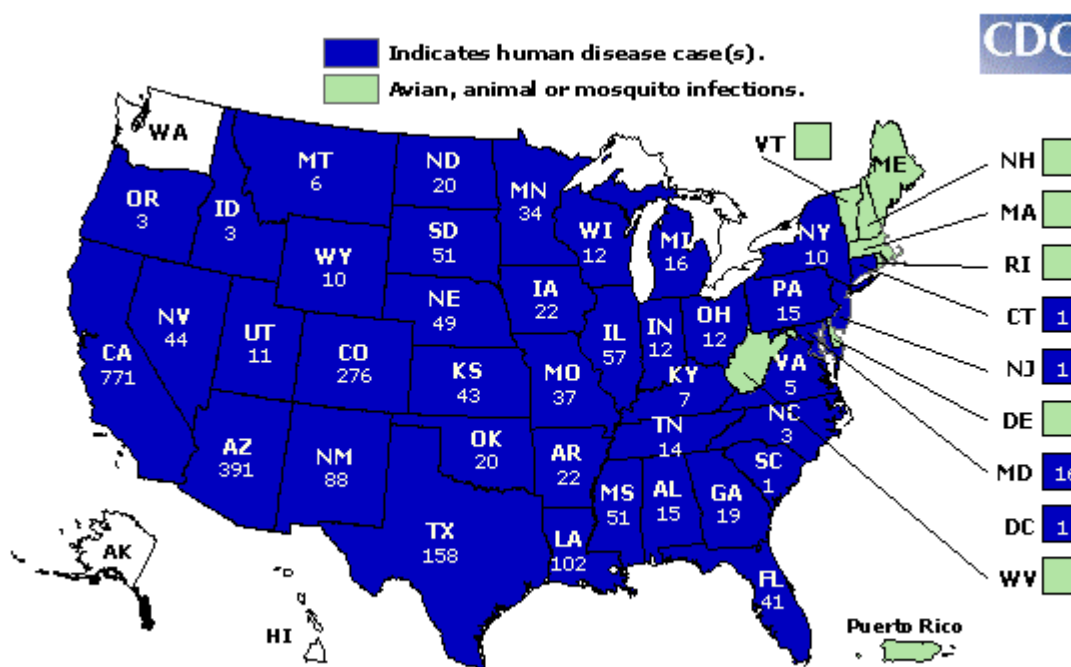 CDC
Indicates human disease case(s).
Avian, animal or mosquito infections.
WA
MT
6
ND
20
MN
34
VT
ME
NH
OR
3
ID
3
SD
51
WI
12
MI
16
NY
10
MA
WY
10
RI
NV
44
UT
11
CO
276
NE
49
IA
22
IL
57
IN
12
OH
12
PA
15
CT
1
CA
771
KS
43
MO
37
KY
7
VA
5
NJ
1
AZ
391
NM
88
OK
20
AR
22
TN
14
NC
3
DE
SC
1
MD
16
TX
158
LA
102
MS
51
AL
15
GA
19
DC
1
AK
FL
41
WV
HI
Puerto Rico